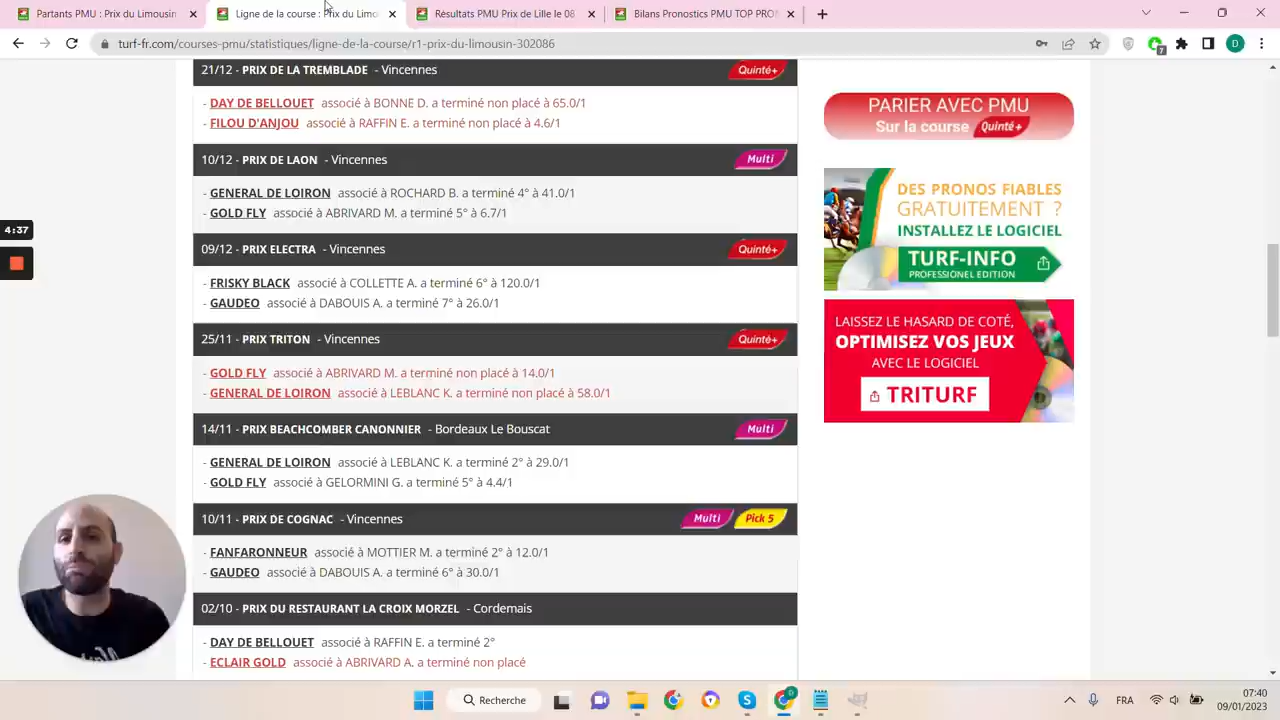 Partants PMU : Prix du Limousin
Ligne de la course : Prix du Limo
Résultats PMU Prix de Lille le 08
Bilans Pronostics PMU TOP PRO
turf-fr.com/course-pmu/statistiques/ligne-de-la-course/r1-prix-du-limousin-302086
7
D
21/12 - PRIX DE LA TREMBLADE - Vincennes Quinté+
- DAY DE BELLOUET associé à BONNE D. a terminé non placé à 65.0/1
- FILOU D'ANJOU associé à RAFFIN E. a terminé non placé à 4.6/1
10/12 - PRIX DE LAON - Vincennes Multi
- GENERAL DE LOIRON associé à ROCHARD B. a terminé 4° à 41.0/1
- GOLD FLY associé à ABRIVARD M. a terminé 5° à 6.7/1
09/12 - PRIX ELECTRA - Vincennes Quinté+
- FRISKY BLACK associé à COLLETTE A. a terminé 6° à 120.0/1
- GAUDEO associé à DABOUIS A. a terminé 7° à 26.0/1
25/11 - PRIX TRITON - Vincennes Quinté+
- GOLD FLY associé à ABRIVARD M. a terminé non placé à 14.0/1
- GENERAL DE LOIRON associé à LEBLANC K. a terminé non placé à 58.0/1
14/11 - PRIX BEACHCOMBER CANONNIER - Bordeaux Le Bouscat Multi
- GENERAL DE LOIRON associé à LEBLANC K. a terminé 2° à 29.0/1
- GOLD FLY associé à GELORMINI G. a terminé 5° à 4.4/1
10/11 - PRIX DE COGNAC - Vincennes Multi Pick 5
- FANFARONNEUR associé à MOTTIER M. a terminé 2° à 12.0/1
- GAUDEO associé à DABOUIS A. a terminé 6° à 30.0/1
02/10 - PRIX DU RESTAURANT LA CROIX MORZEL - Cordemais
- DAY DE BELLOUET associé à RAFFIN E. a terminé 2°
- ECLAIR GOLD associé à ABRIVARD A. a terminé non placé
PARIER AVEC PMU
Sur la course Quinté+
DES PRONOS FIABLES
GRATUITEMENT ?
INSTALLEZ LE LOGICIEL
TURF-INFO
PROFESSIONEL EDITION
LAISSEZ LE HASARD DE COTÉ,
OPTIMISEZ VOS JEUX
AVEC LE LOGICIEL
TRITURF
4:37
Recherche
D
FRA
07:40
09/01/2023